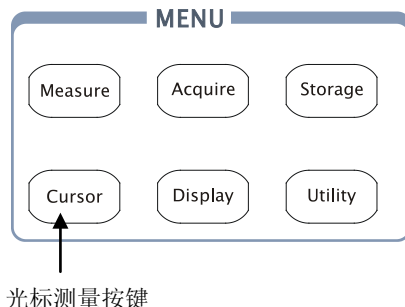 MENU
Measure Acquire Storage
Cursor Display Utility
光标测量按键